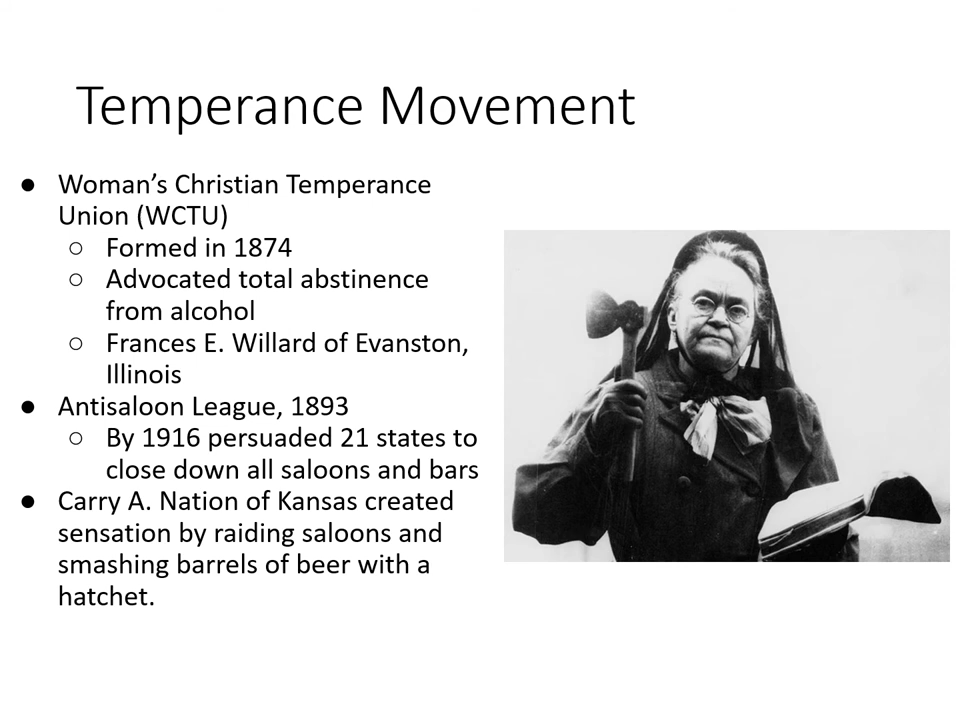 Temperance Movement
● Woman’s Christian Temperance
Union (WCTU)
○ Formed in 1874
○ Advocated total abstinence
from alcohol
○ Frances E. Willard of Evanston,
Illinois
● Antisaloon League, 1893
○ By 1916 persuaded 21 states to
close down all saloons and bars
● Carry A. Nation of Kansas created
sensation by raiding saloons and
smashing barrels of beer with a
hatchet.